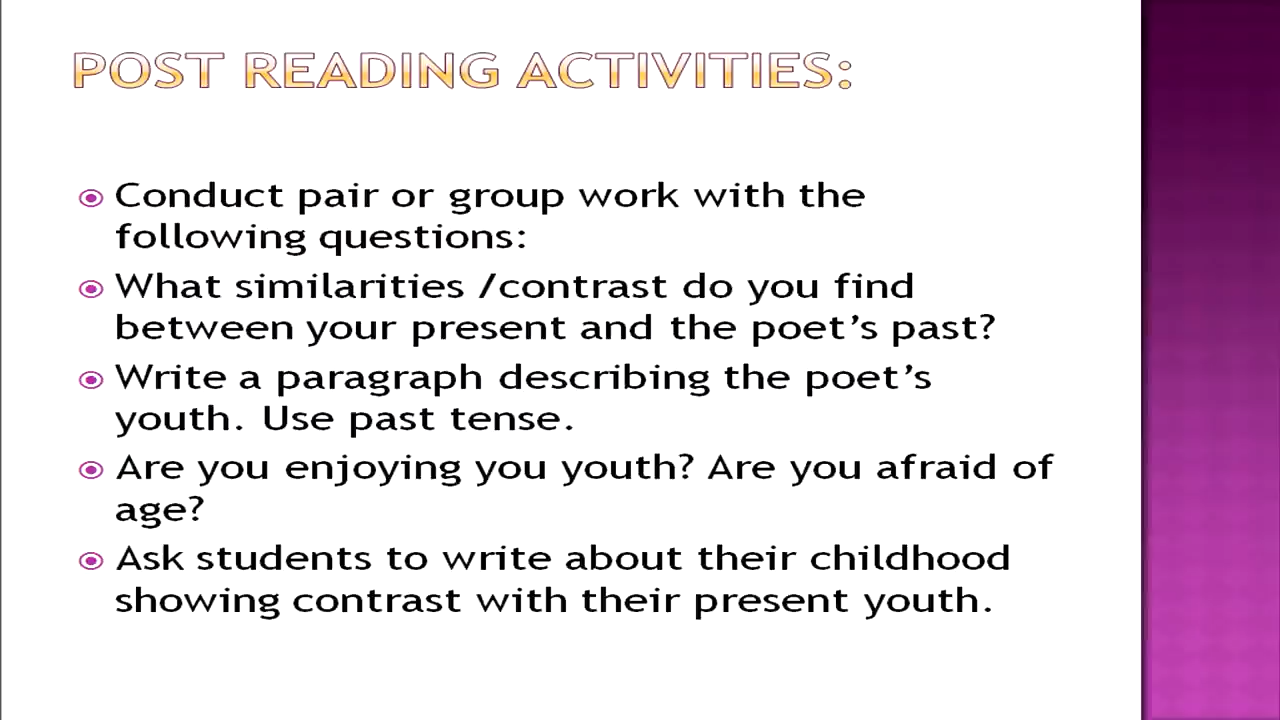 POST READING ACTIVITIES:
Conduct pair or group work with the
following questions:
What similarities /contrast do you find
between your present and the poet's past?
Write a paragraph describing the poet's
youth. Use past tense.
Are you enjoying you youth? Are you afraid of
age?
Ask students to write about their childhood
showing contrast with their present youth.